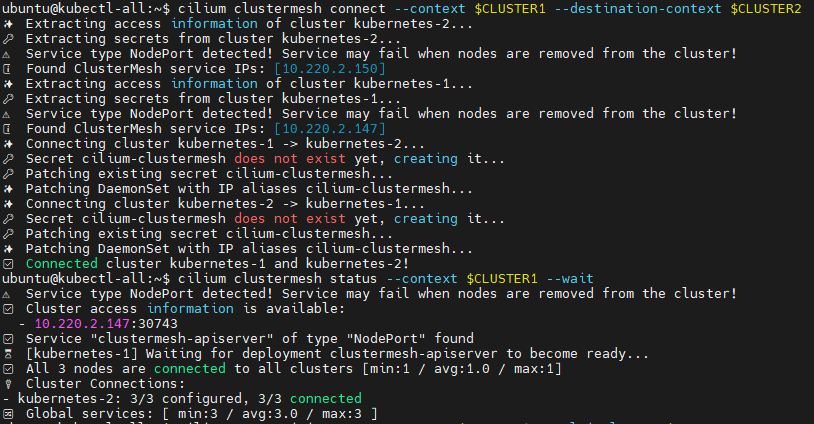 ubuntu@kubectl-all:~$ cilium clustermesh connect --context $CLUSTER1 --destination-context $CLUSTER2
✨ Extracting access information of cluster kubernetes-2...
🔑 Extracting secrets from cluster kubernetes-2...
⚠ Service type NodePort detected! Service may fail when nodes are removed from the cluster!
ℹ Found ClusterMesh service IPs: [10.220.2.150]
✨ Extracting access information of cluster kubernetes-1...
🔑 Extracting secrets from cluster kubernetes-1...
⚠ Service type NodePort detected! Service may fail when nodes are removed from the cluster!
ℹ Found ClusterMesh service IPs: [10.220.2.147]
✨ Connecting cluster kubernetes-1 -> kubernetes-2...
🔑 Secret cilium-clustermesh does not exist yet, creating it...
🔑 Patching existing secret cilium-clustermesh...
✨ Patching DaemonSet with IP aliases cilium-clustermesh...
✨ Connecting cluster kubernetes-2 -> kubernetes-1...
🔑 Secret cilium-clustermesh does not exist yet, creating it...
🔑 Patching existing secret cilium-clustermesh...
✨ Patching DaemonSet with IP aliases cilium-clustermesh...
✅ Connected cluster kubernetes-1 and kubernetes-2!
ubuntu@kubectl-all:~$ cilium clustermesh status --context $CLUSTER1 --wait
⚠ Service type NodePort detected! Service may fail when nodes are removed from the cluster!
✅ Cluster access information is available:
- 10.220.2.147:30743
✅ Service "clustermesh-apiserver" of type "NodePort" found
⌛ [kubernetes-1] Waiting for deployment clustermesh-apiserver to become ready...
✅ All 3 nodes are connected to all clusters [min:1 / avg:1.0 / max:1]
🔌 Cluster Connections:
- kubernetes-2: 3/3 configured, 3/3 connected
🔀 Global services: [ min:3 / avg:3.0 / max:3 ]